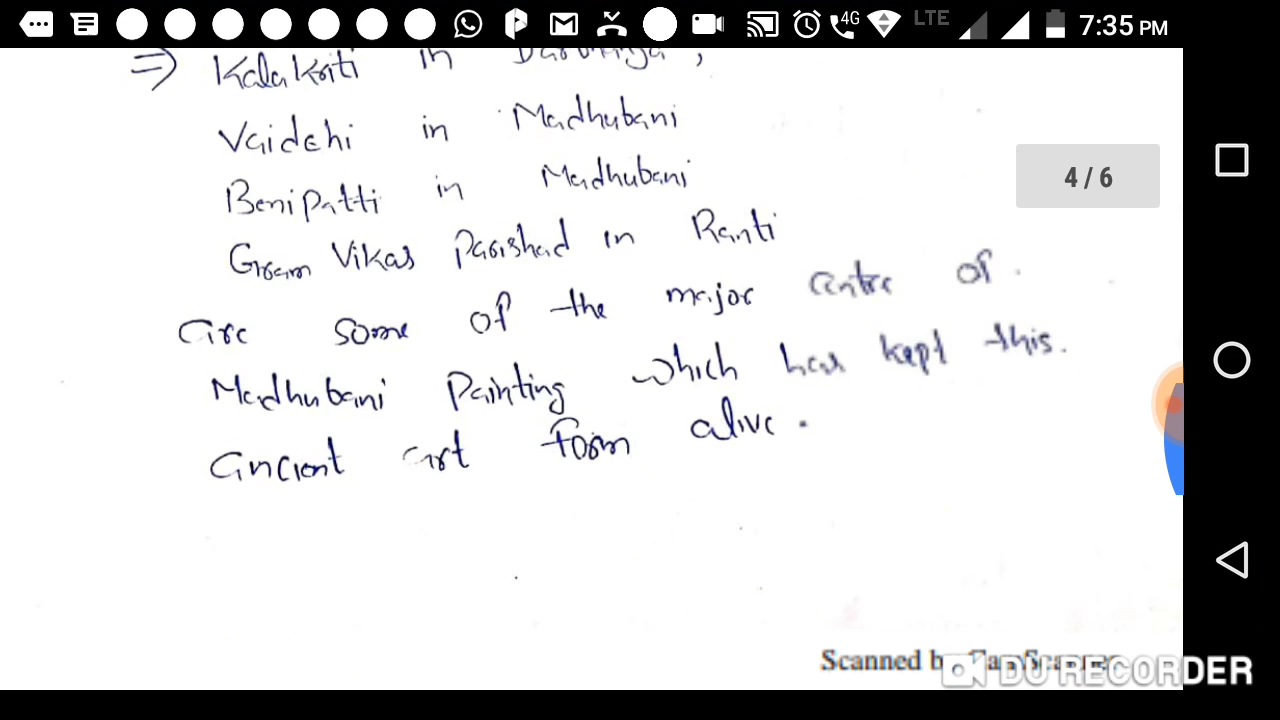 4G LTE 7:35 PM
⇒ Kalakriti in
Vaidehi in Madhubani
Benipatti in Madhubani
4 / 6
Gram Vikas Parishad in Ranti
are some of the major centre of
Madhubani Painting which has kept this.
ancient art form alive.
Scanned by CamScanner
DU RECORDER